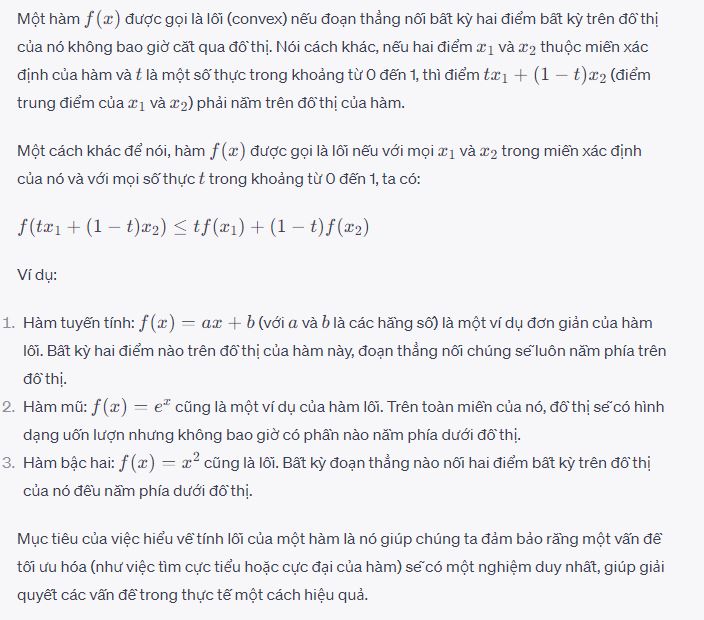 Một hàm f(x) được gọi là lồi (convex) nếu đoạn thẳng nối bất kỳ hai điểm bất kỳ trên đồ thị
của nó không bao giờ cắt qua đồ thị. Nói cách khác, nếu hai điểm x₁ và x₂ thuộc miền xác
định của hàm và t là một số thực trong khoảng từ 0 đến 1, thì điểm tx₁ + (1 − t)x₂ (điểm
trung điểm của x₁ và x₂) phải nằm trên đồ thị của hàm.
Một cách khác để nói, hàm f(x) được gọi là lồi nếu với mọi x₁ và x₂ trong miền xác định
của nó và với mọi số thực t trong khoảng từ 0 đến 1, ta có:
f(tx₁ + (1 − t)x₂) ≤ tf(x₁) + (1 − t)f(x₂)
Ví dụ:
1. Hàm tuyến tính: f(x) = ax + b (với a và b là các hằng số) là một ví dụ đơn giản của hàm
lồi. Bất kỳ hai điểm nào trên đồ thị của hàm này, đoạn thẳng nối chúng sẽ luôn nằm phía trên
đồ thị.
2. Hàm mũ: f(x) = eˣ cũng là một ví dụ của hàm lồi. Trên toàn miền của nó, đồ thị sẽ có hình
dạng uốn lượn nhưng không bao giờ có phần nào nằm phía dưới đồ thị.
3. Hàm bậc hai: f(x) = x² cũng là lồi. Bất kỳ đoạn thẳng nào nối hai điểm bất kỳ trên đồ thị
của nó đều nằm phía dưới đồ thị.
Mục tiêu của việc hiểu về tính lồi của một hàm là nó giúp chúng ta đảm bảo rằng một vấn đề
tối ưu hóa (như việc tìm cực tiểu hoặc cực đại của hàm) sẽ có một nghiệm duy nhất, giúp giải
quyết các vấn đề trong thực tế một cách hiệu quả.